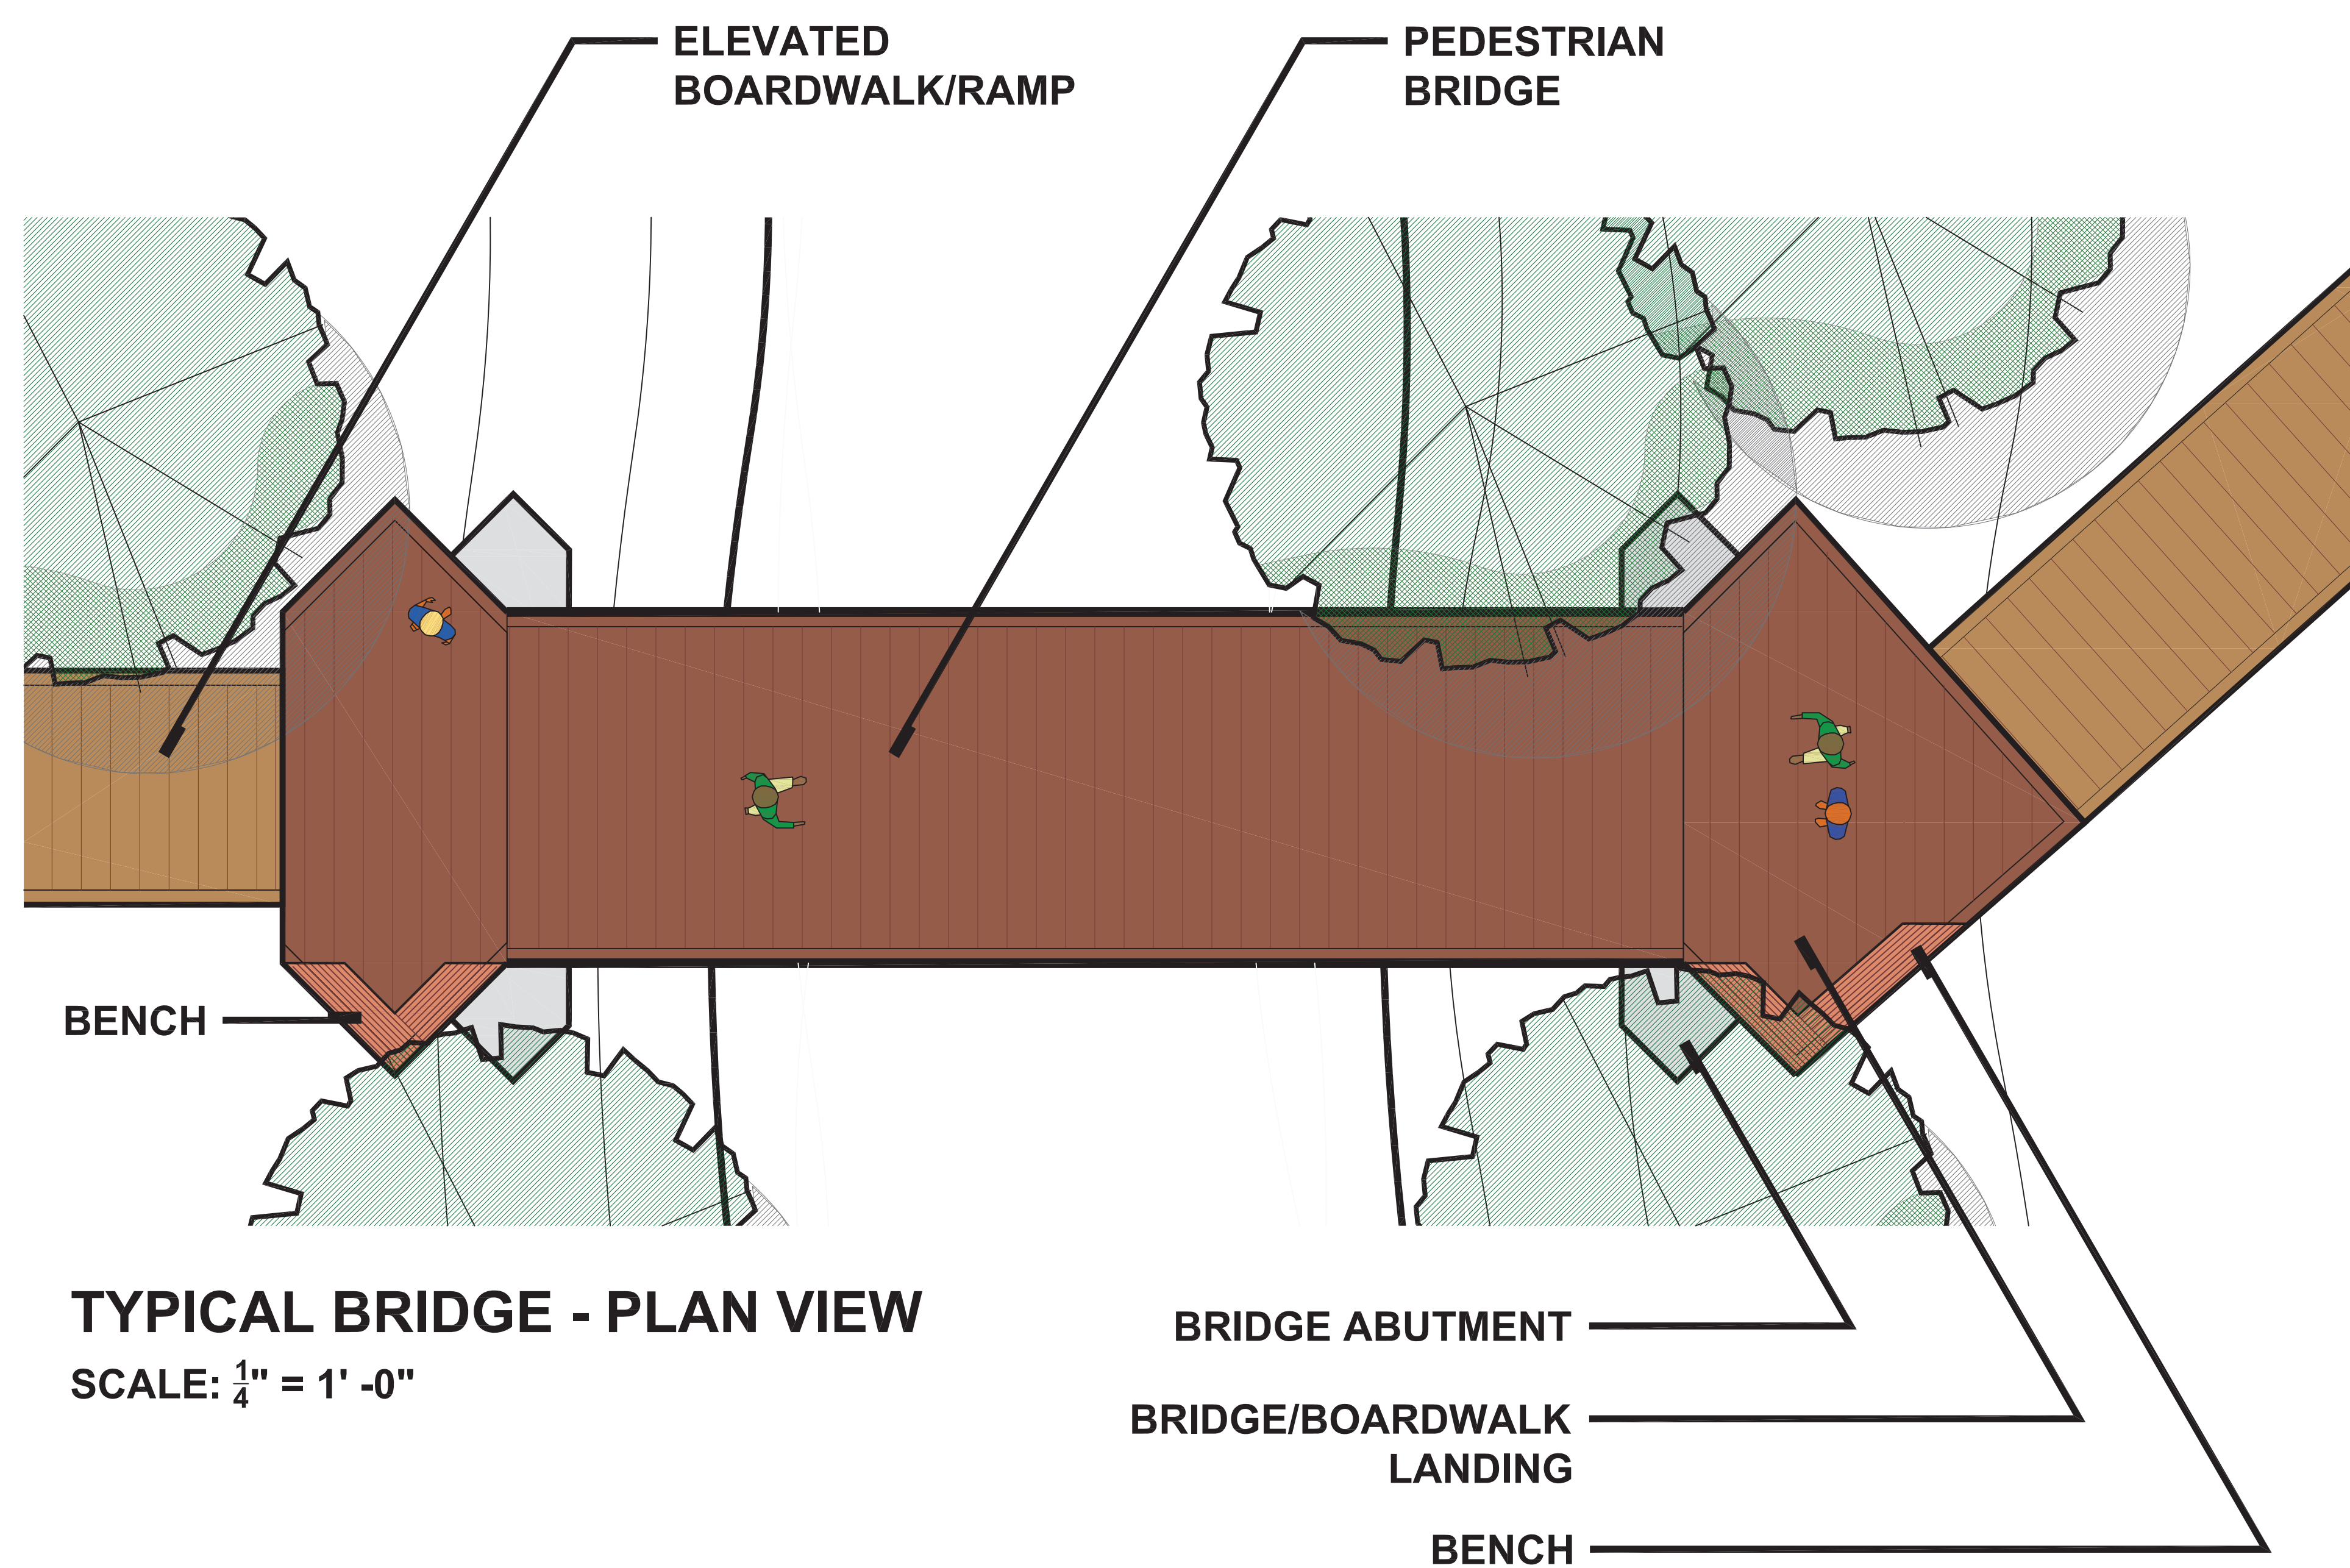 ELEVATED
BOARDWALK/RAMP
PEDESTRIAN
BRIDGE
BENCH
TYPICAL BRIDGE - PLAN VIEW
SCALE: 1/4" = 1' -0"
BRIDGE ABUTMENT
BRIDGE/BOARDWALK
LANDING
BENCH